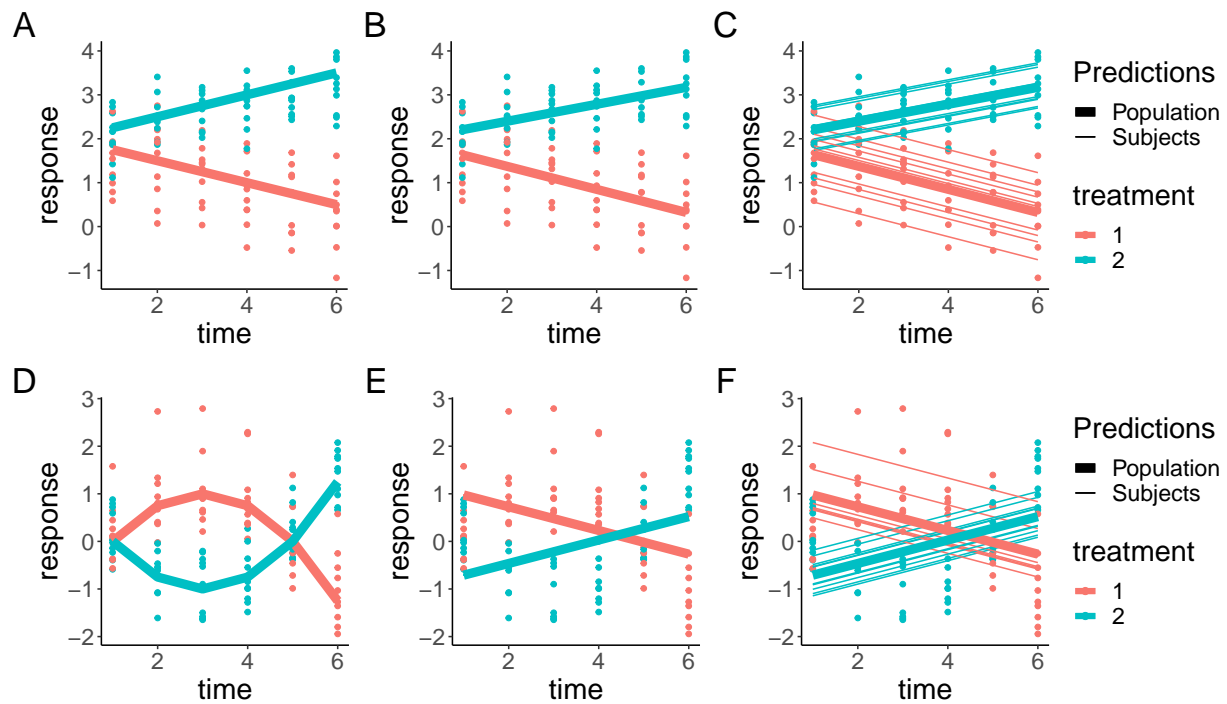 A
response
4
3
2
1
0
−1
2
4
6
time
B
response
4
3
2
1
0
−1
2
4
6
time
C
response
4
3
2
1
0
−1
2
4
6
time
Predictions
Population
Subjects
treatment
1
2
D
response
3
2
1
0
−1
−2
2
4
6
time
E
response
3
2
1
0
−1
−2
2
4
6
time
F
response
3
2
1
0
−1
−2
2
4
6
time
Predictions
Population
Subjects
treatment
1
2